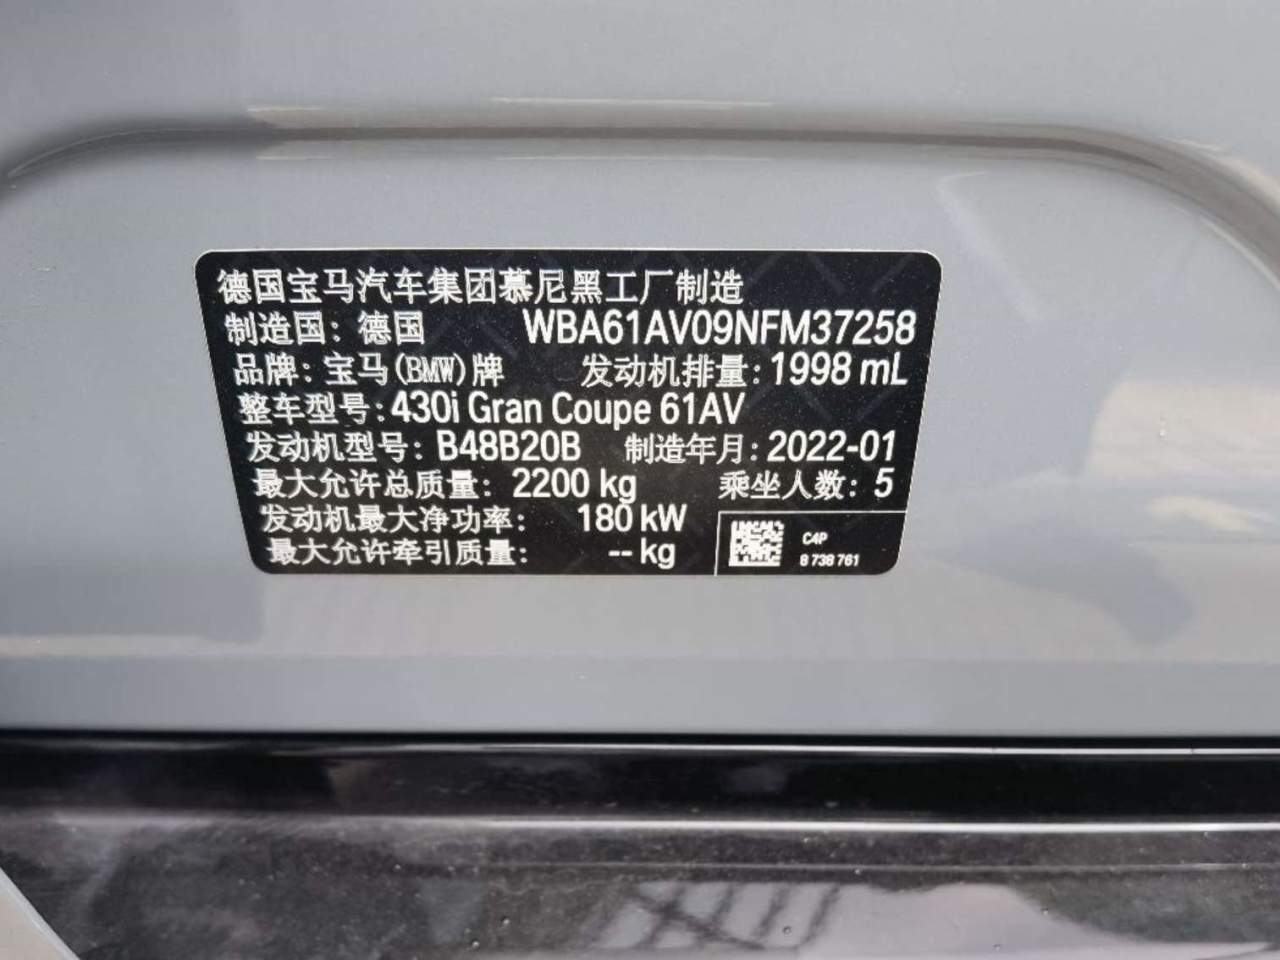 德国宝马汽车集团慕尼黑工厂制造
制造国：德国 WBA61AV09NFM37258
品牌：宝马(BMW)牌 发动机排量：1998 mL
整车型号：430i Gran Coupe 61AV
发动机型号：B48B20B 制造年月：2022-01
最大允许总质量：2200 kg 乘坐人数：5
发动机最大净功率：180 kW
最大允许牵引质量：-- kg
C4P
8 738 761